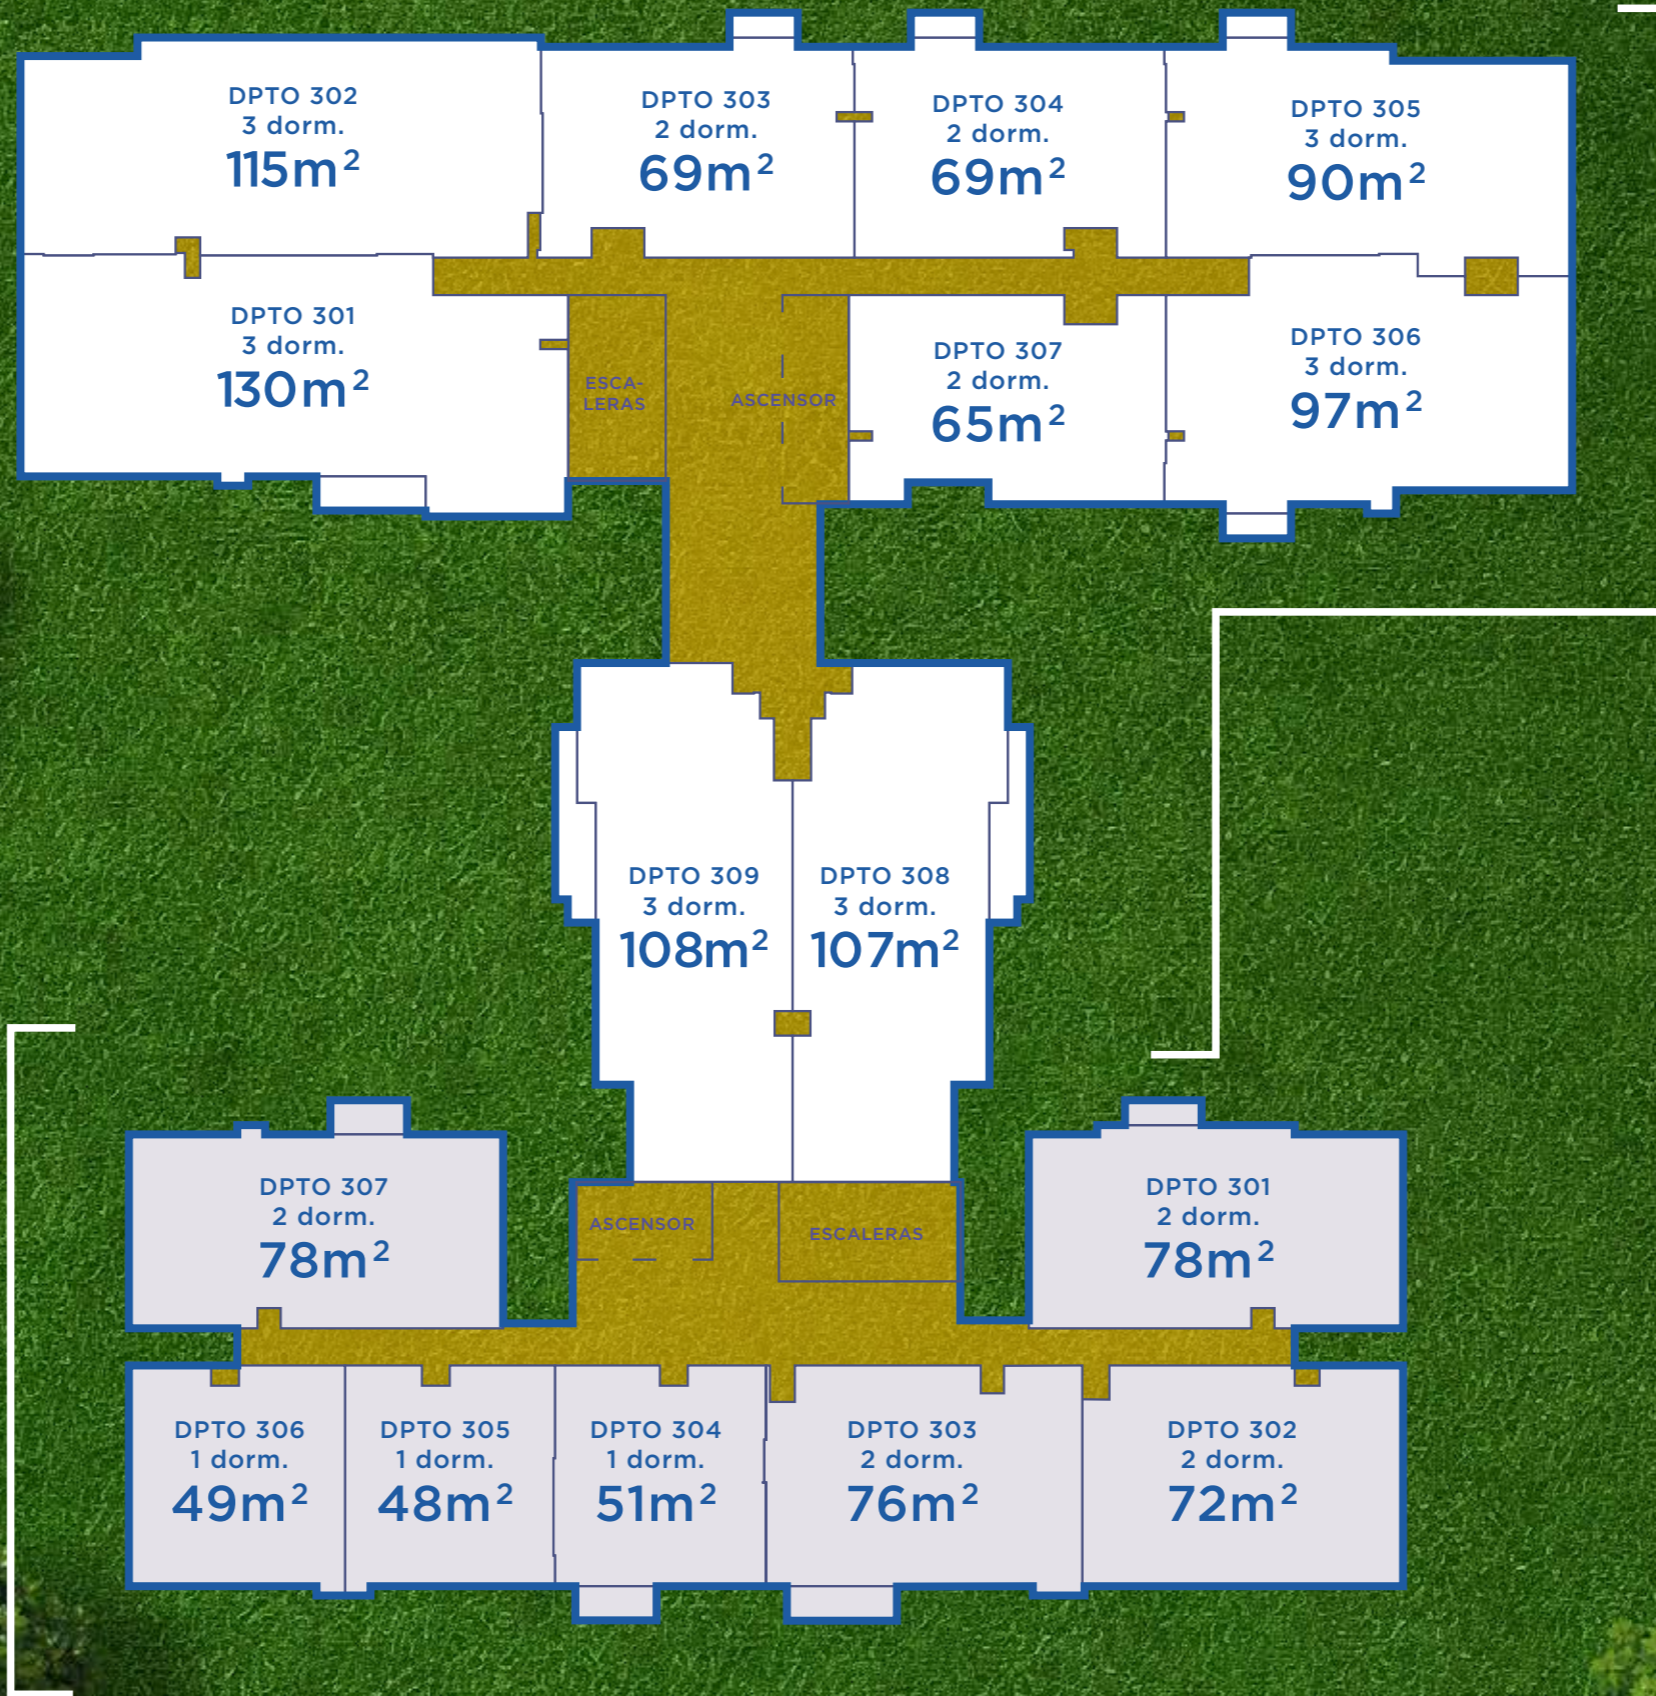 DPTO 302
3 dorm.
115m²
DPTO 303
2 dorm.
69m²
DPTO 304
2 dorm.
69m²
DPTO 305
3 dorm.
90m²
DPTO 301
3 dorm.
130m²
ESCA-
LERAS
ASCENSOR
DPTO 307
2 dorm.
65m²
DPTO 306
3 dorm.
97m²
DPTO 309
3 dorm.
108m²
DPTO 308
3 dorm.
107m²
DPTO 307
2 dorm.
78m²
ASCENSOR
ESCALERAS
DPTO 301
2 dorm.
78m²
DPTO 306
1 dorm.
49m²
DPTO 305
1 dorm.
48m²
DPTO 304
1 dorm.
51m²
DPTO 303
2 dorm.
76m²
DPTO 302
2 dorm.
72m²